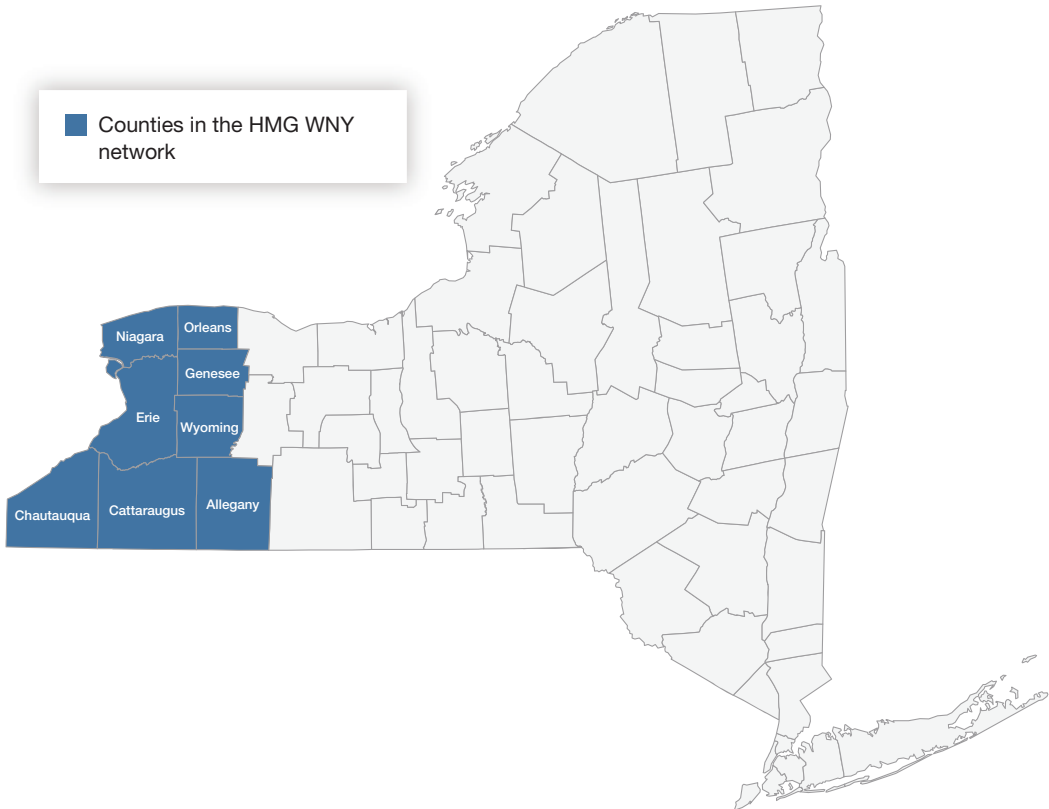 Counties in the HMG WNY
network
Niagara
Orleans
Genesee
Erie
Wyoming
Chautauqua
Cattaraugus
Allegany